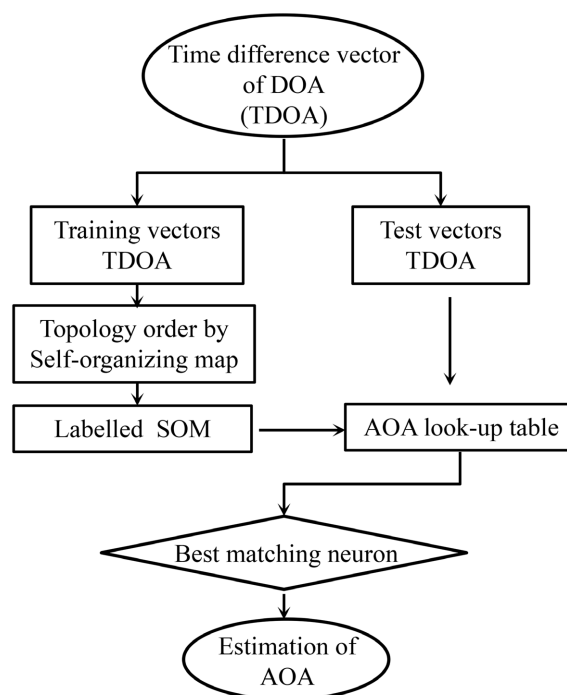 Time difference vector
of DOA
(TDOA)
Training vectors
TDOA
Test vectors
TDOA
Topology order by
Self-organizing map
Labelled SOM
AOA look-up table
Best matching neuron
Estimation of
AOA